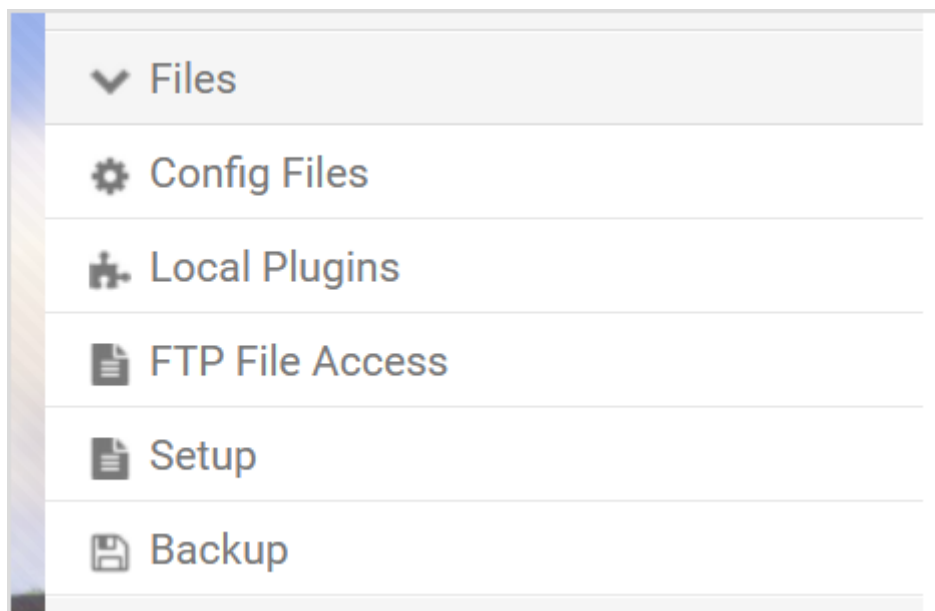 Files
Config Files
Local Plugins
FTP File Access
Setup
Backup